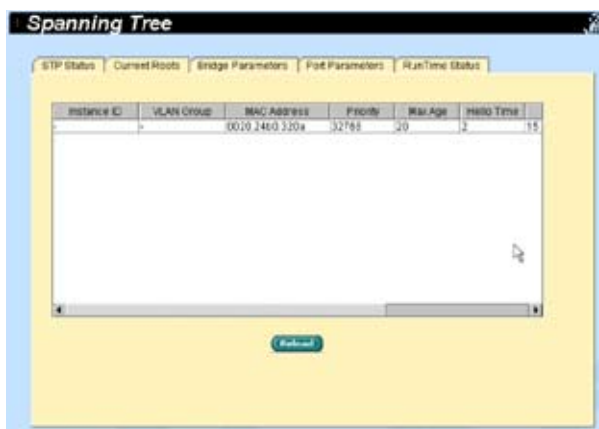 Spanning Tree
STP Status Current Roots Bridge Parameters Port Parameters RunTime Status
Instance ID VLAN Group MAC Address Priority Max Age Hello Time
- - 0020.24b0.320a 32768 20 2 15
Reload